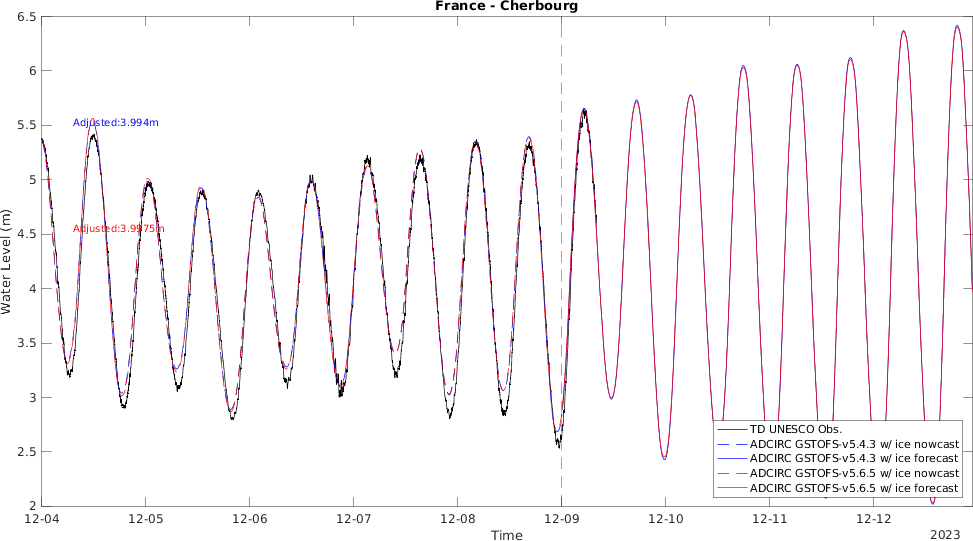 France - Cherbourg
6.5
6
5.5
5
4.5
4
3.5
3
2.5
2
Water Level (m)
Adjusted:3.994m
Adjusted:3.9975m
TD UNESCO Obs.
ADCIRC GSTOFS-v5.4.3 w/ ice nowcast
ADCIRC GSTOFS-v5.4.3 w/ ice forecast
ADCIRC GSTOFS-v5.6.5 w/ ice nowcast
ADCIRC GSTOFS-v5.6.5 w/ ice forecast
12-04 12-05 12-06 12-07 12-08 12-09 12-10 12-11 12-12
2023
Time